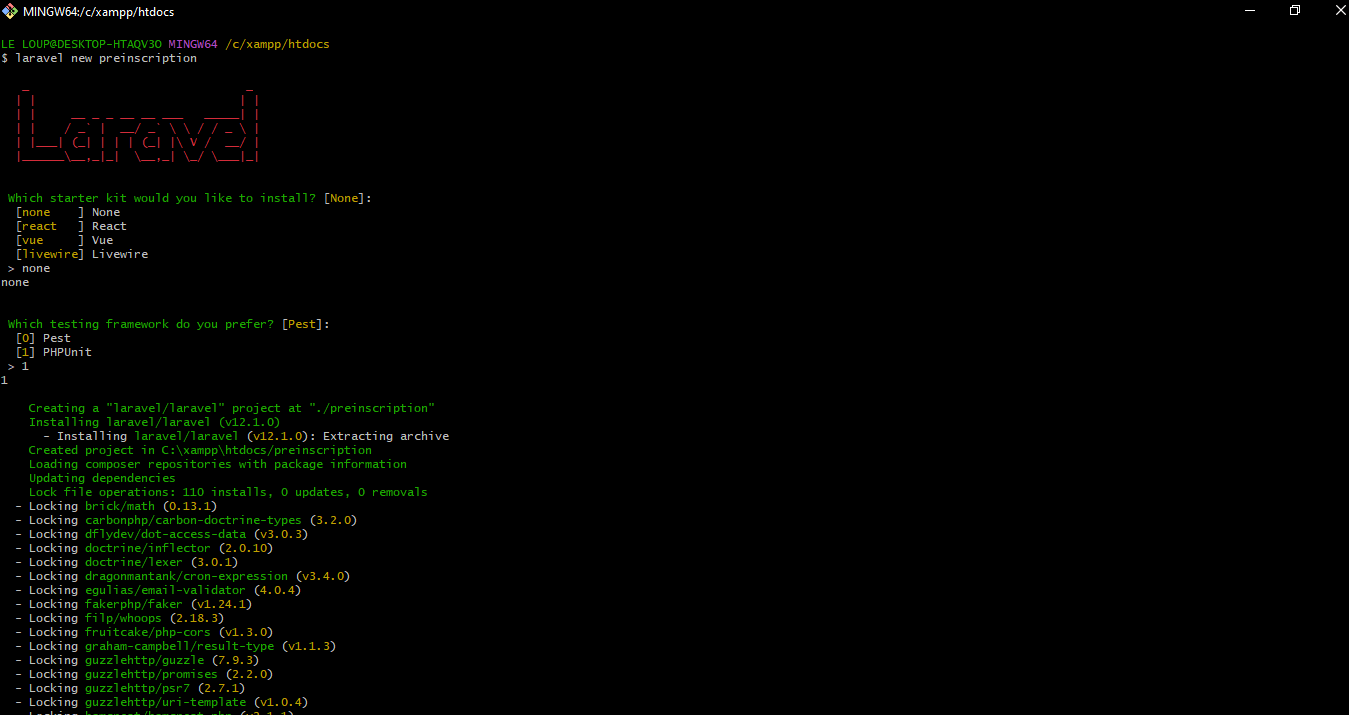 MINGW64:/c/xampp/htdocs
LE LOUP@DESKTOP-HTAQV3O MINGW64 /c/xampp/htdocs
$ laravel new preinscription
Laravel
Which starter kit would you like to install? [None]:
[none    ] None
[react   ] React
[vue     ] Vue
[livewire] Livewire
> none
none
Which testing framework do you prefer? [Pest]:
[0] Pest
[1] PHPUnit
> 1
1
Creating a "laravel/laravel" project at "./preinscription"
Installing laravel/laravel (v12.1.0)
- Installing laravel/laravel (v12.1.0): Extracting archive
Created project in C:\xampp\htdocs/preinscription
Loading composer repositories with package information
Updating dependencies
Lock file operations: 110 installs, 0 updates, 0 removals
- Locking brick/math (0.13.1)
- Locking carbonphp/carbon-doctrine-types (3.2.0)
- Locking dflydev/dot-access-data (v3.0.3)
- Locking doctrine/inflector (2.0.10)
- Locking doctrine/lexer (3.0.1)
- Locking dragonmantank/cron-expression (v3.4.0)
- Locking egulias/email-validator (4.0.4)
- Locking fakerphp/faker (v1.24.1)
- Locking filp/whoops (2.18.3)
- Locking fruitcake/php-cors (v1.3.0)
- Locking graham-campbell/result-type (v1.1.3)
- Locking guzzlehttp/guzzle (7.9.3)
- Locking guzzlehttp/promises (2.2.0)
- Locking guzzlehttp/psr7 (2.7.1)
- Locking guzzlehttp/uri-template (v1.0.4)
- Locking